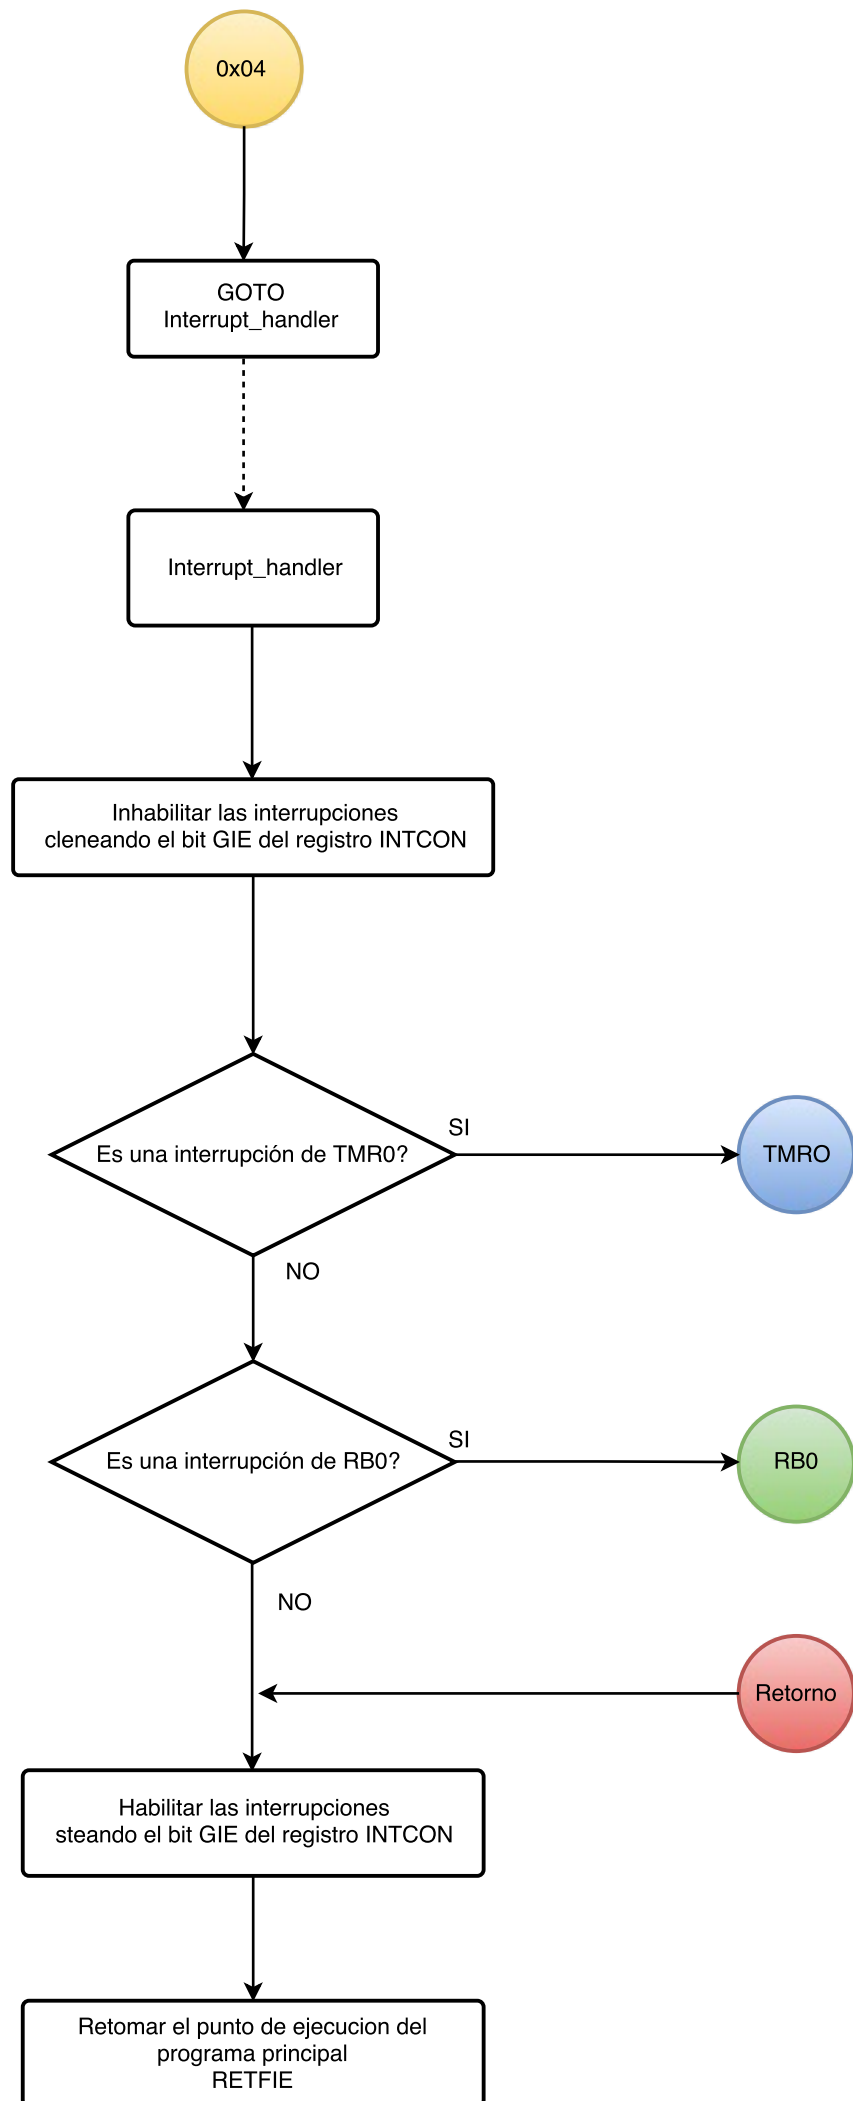 0x04
GOTO
Interrupt_handler
Interrupt_handler
Inhabilitar las interrupciones
cleneando el bit GIE del registro INTCON
Es una interrupción de TMR0?
SI
TMRO
NO
Es una interrupción de RB0?
SI
RB0
NO
Retorno
Habilitar las interrupciones
steando el bit GIE del registro INTCON
Retomar el punto de ejecucion del
programa principal
RETFIE